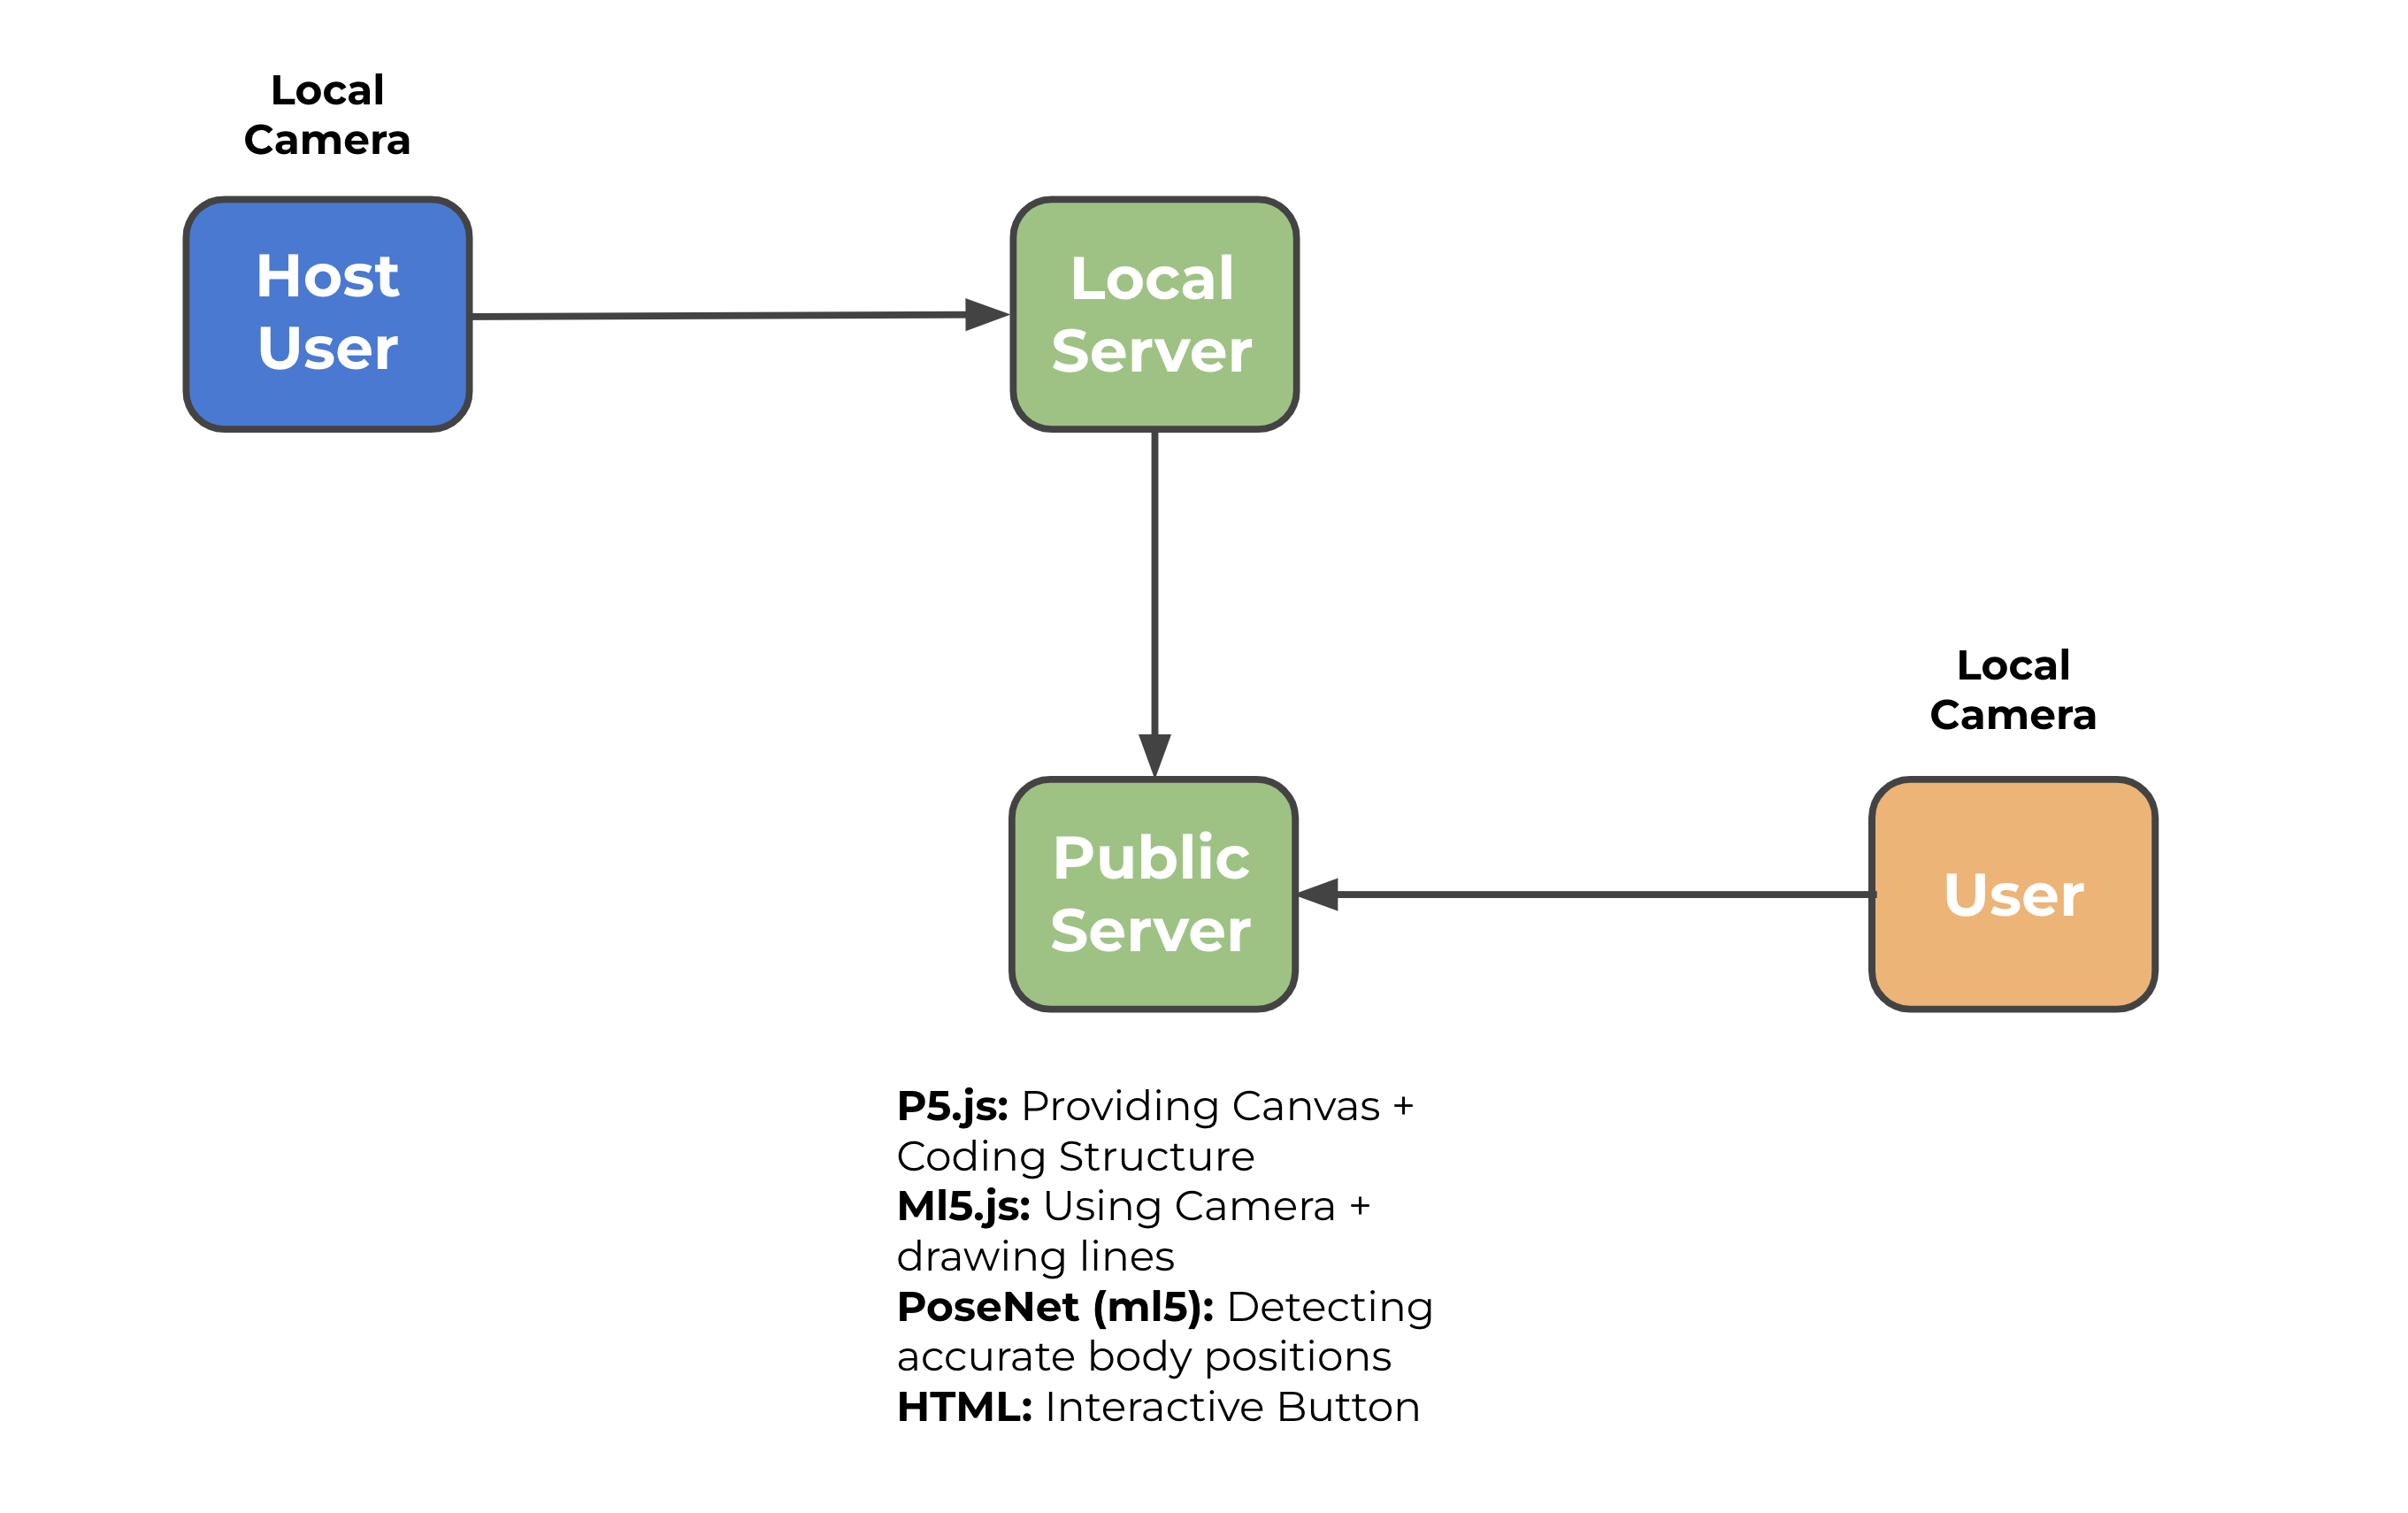 Local
Camera
Host
User
Local
Server
Local
Camera
Public
Server
User
P5.js: Providing Canvas +
Coding Structure
Ml5.js: Using Camera +
drawing lines
PoseNet (ml5): Detecting
accurate body positions
HTML: Interactive Button